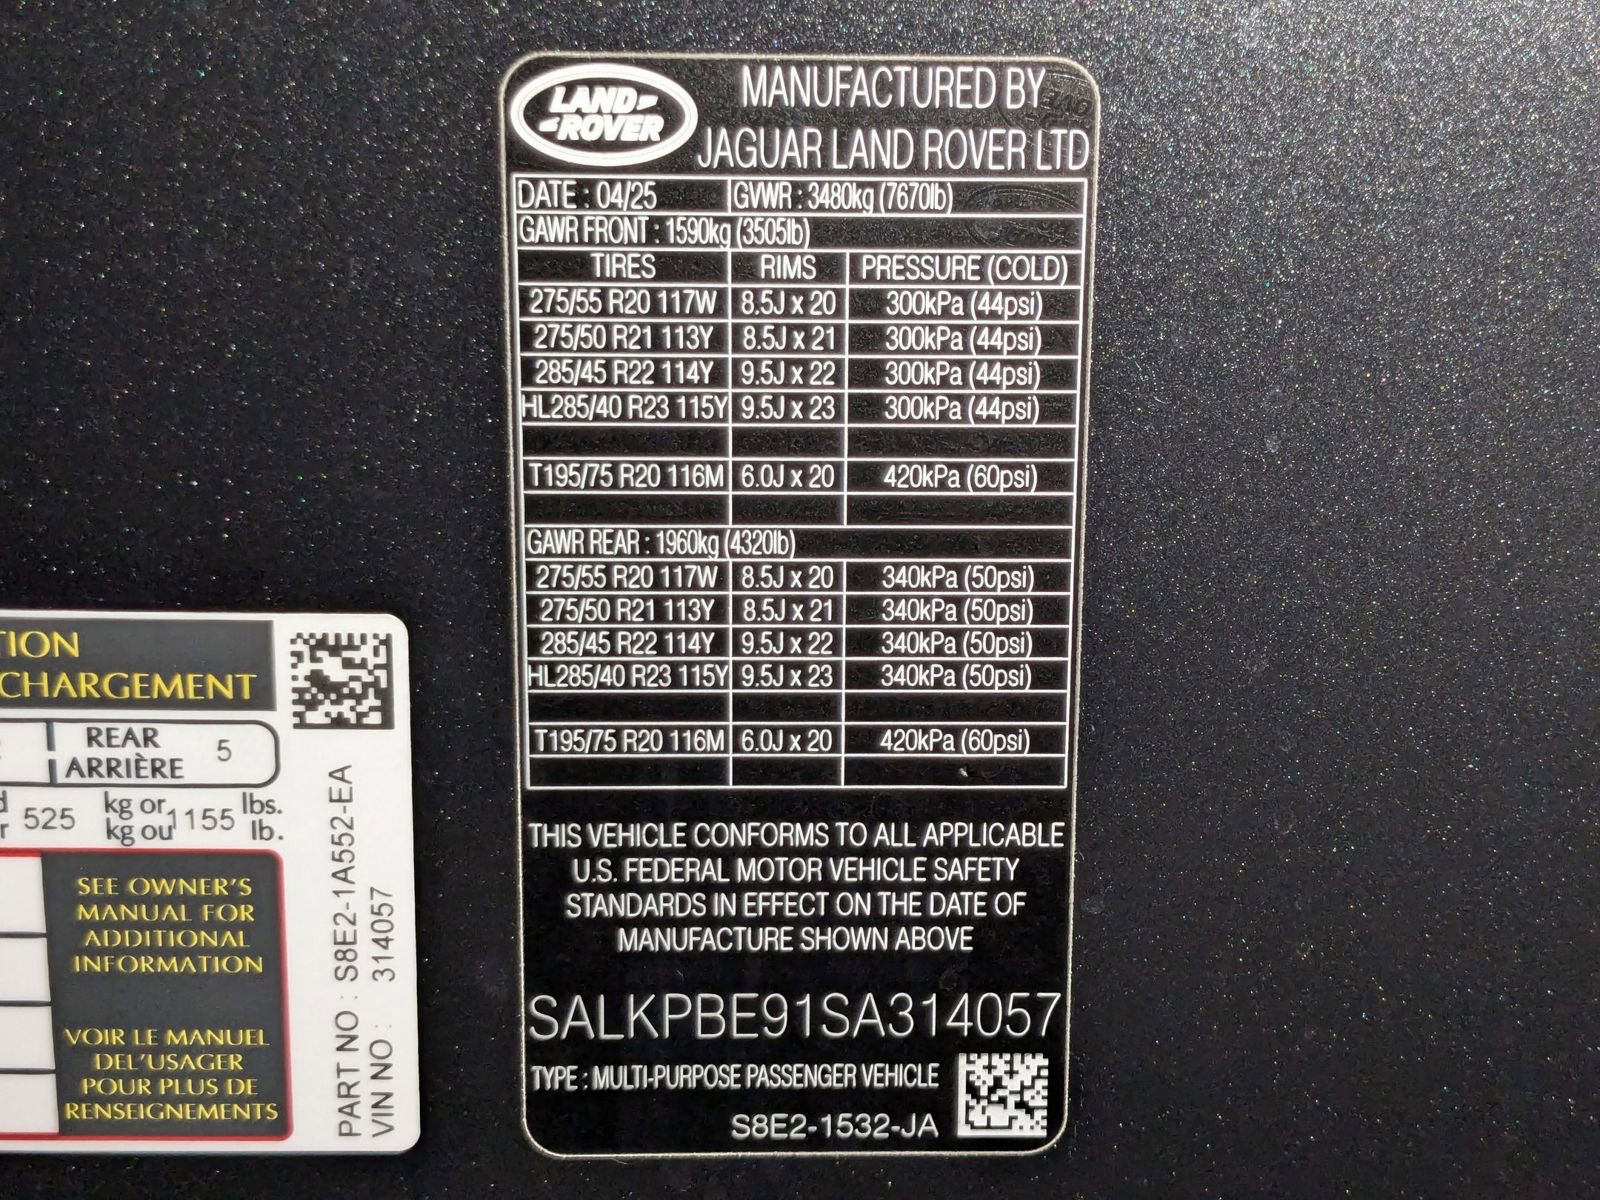 LAND
ROVER
MANUFACTURED BY
JAGUAR LAND ROVER LTD
DATE : 04/25 GVWR : 3480kg (7670lb)
GAWR FRONT : 1590kg (3505lb)
TIRES RIMS PRESSURE (COLD)
275/55 R20 117W 8.5J x 20 300kPa (44psi)
275/50 R21 113Y 8.5J x 21 300kPa (44psi)
285/45 R22 114Y 9.5J x 22 300kPa (44psi)
HL285/40 R23 115Y 9.5J x 23 300kPa (44psi)
T195/75 R20 116M 6.0J x 20 420kPa (60psi)
GAWR REAR : 1960kg (4320lb)
275/55 R20 117W 8.5J x 20 340kPa (50psi)
275/50 R21 113Y 8.5J x 21 340kPa (50psi)
285/45 R22 114Y 9.5J x 22 340kPa (50psi)
HL285/40 R23 115Y 9.5J x 23 340kPa (50psi)
T195/75 R20 116M 6.0J x 20 420kPa (60psi)
THIS VEHICLE CONFORMS TO ALL APPLICABLE
U.S. FEDERAL MOTOR VEHICLE SAFETY
STANDARDS IN EFFECT ON THE DATE OF
MANUFACTURE SHOWN ABOVE
SALKPBE91SA314057
TYPE : MULTI-PURPOSE PASSENGER VEHICLE
S8E2-1532-JA
TION
CHARGEMENT
REAR 5
ARRIÈRE
525 kg or 1155 lbs.
kg ou lb.
SEE OWNER'S
MANUAL FOR
ADDITIONAL
INFORMATION
VOIR LE MANUEL
DEL'USAGER
POUR PLUS DE
RENSEIGNEMENTS
PART NO : S8E2-1A552-EA
VIN NO : 314057